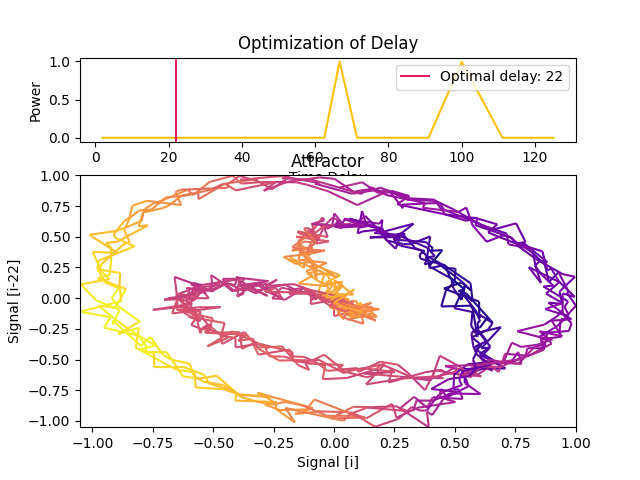 Optimization of Delay
Power
1.0
0.5
0.0
Optimal delay: 22
0 20 40 60 80 100 120
Time Delay
Attractor
Signal [i-22]
1.00
0.75
0.50
0.25
0.00
−0.25
−0.50
−0.75
−1.00
−1.00 −0.75 −0.50 −0.25 0.00 0.25 0.50 0.75 1.00
Signal [i]